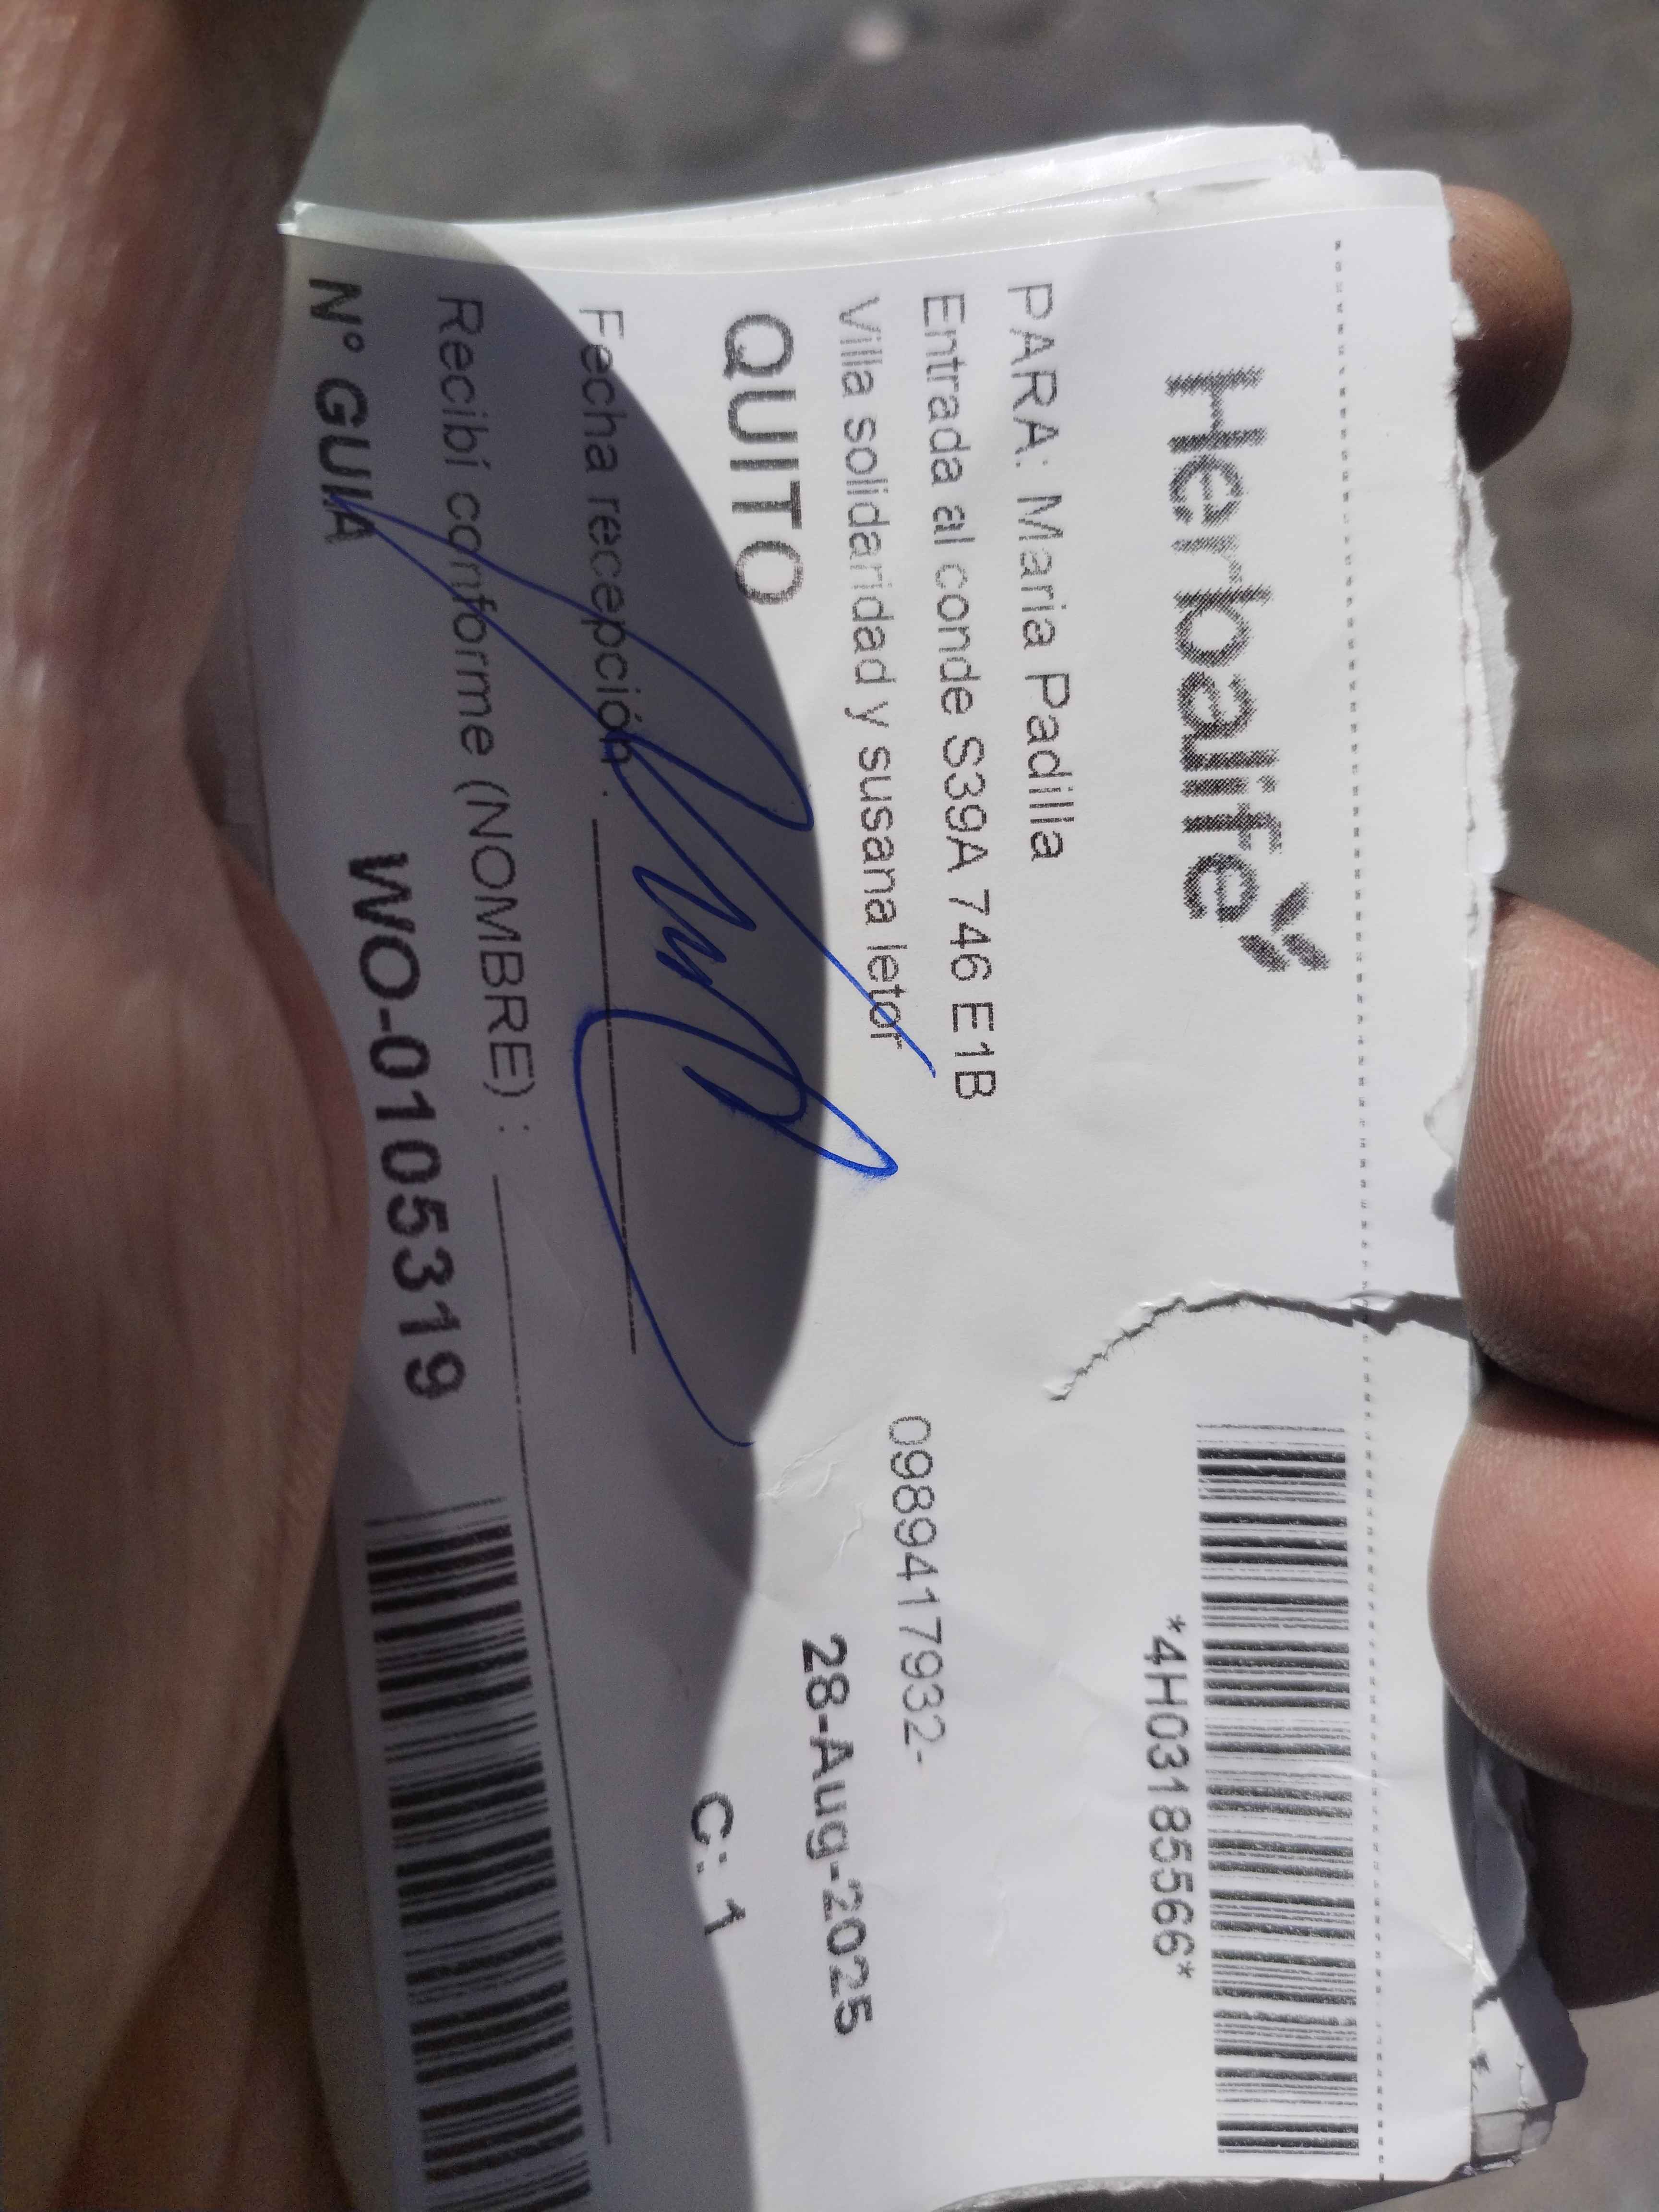 Herbalife
*4H03185566*
PARA: Maria Padilla
Entrada al conde S39A 746 E1B
Villa solidaridad y susana letor
0989417932-
QUITO
28-Aug-2025
C: 1
Fecha recepción :
Recibí conforme (NOMBRE) :
N° GUIA
WO-0105319